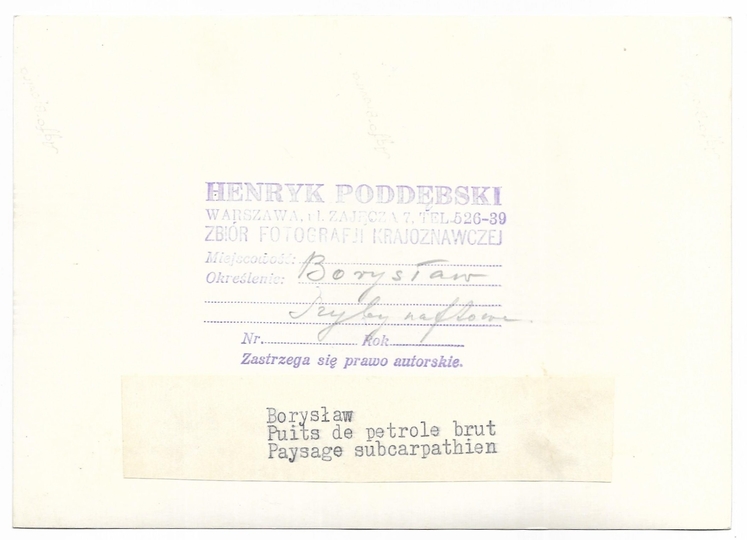 HENRYK PODDĘBSKI
WARSZAWA, ul. ZAJĘCZA 7, TEL. 526-39
ZBIÓR FOTOGRAFJI KRAJOZNAWCZEJ
Miejscowość: Borysław
Określenie:
Szyby naftowe.
Nr. Rok
Zastrzega się prawo autorskie.
Borysław
Puits de petrole brut
Paysage subcarpathien